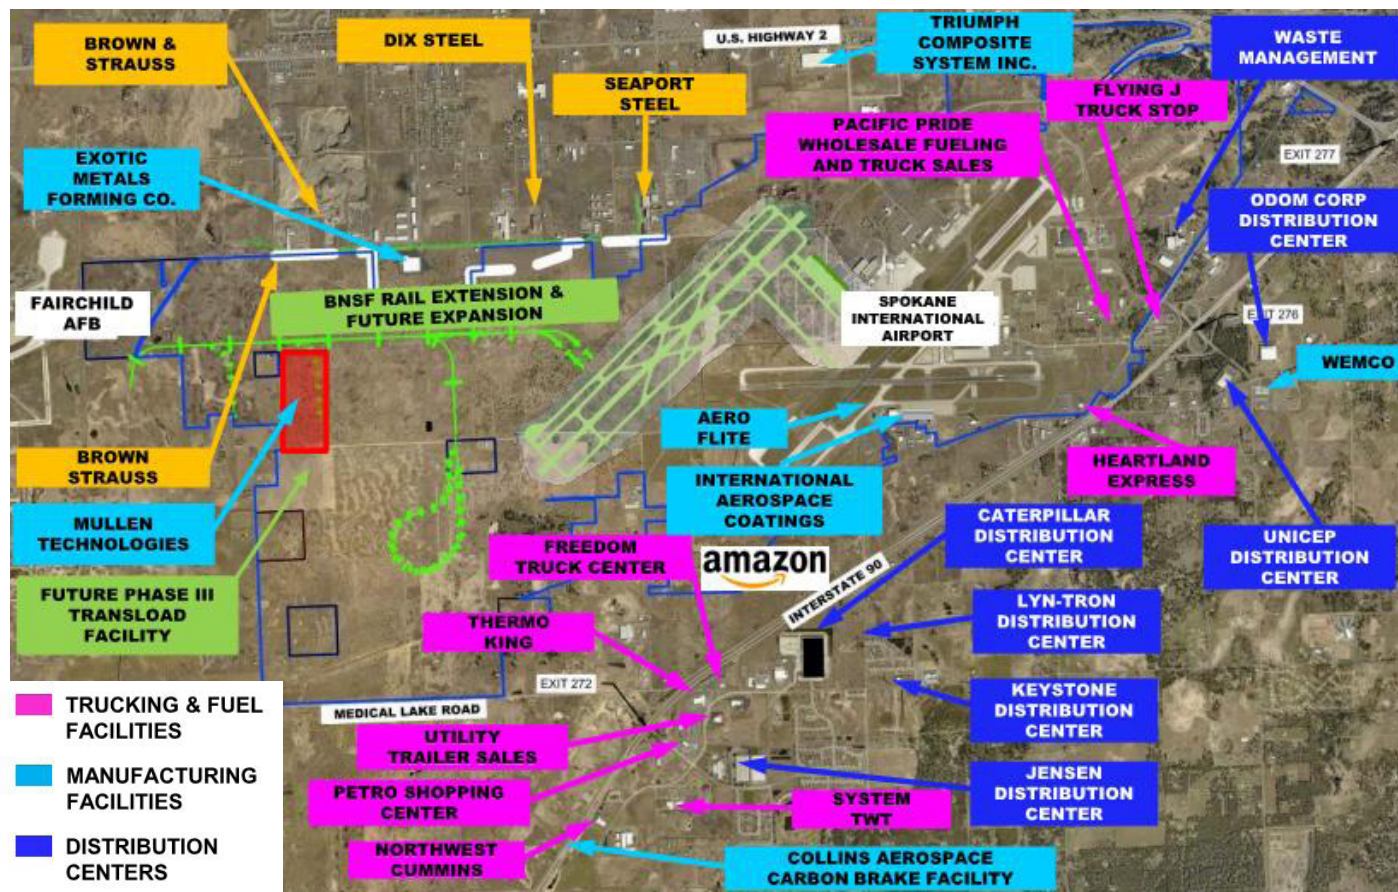 BROWN &
STRAUSS
DIX STEEL
U.S. HIGHWAY 2
TRIUMPH
COMPOSITE
SYSTEM INC.
WASTE
MANAGEMENT
SEAPORT
STEEL
FLYING J
TRUCK STOP
PACIFIC PRIDE
WHOLESALE FUELING
AND TRUCK SALES
EXOTIC
METALS
FORMING CO.
EXIT 277
ODOM CORP
DISTRIBUTION
CENTER
FAIRCHILD
AFB
BNSF RAIL EXTENSION &
FUTURE EXPANSION
SPOKANE
INTERNATIONAL
AIRPORT
EXIT 276
WEMCO
AERO
FLITE
BROWN
STRAUSS
HEARTLAND
EXPRESS
INTERNATIONAL
AEROSPACE
COATINGS
MULLEN
TECHNOLOGIES
CATERPILLAR
DISTRIBUTION
CENTER
UNICEP
DISTRIBUTION
CENTER
FREEDOM
TRUCK CENTER
amazon
INTERSTATE 90
FUTURE PHASE III
TRANSLOAD
FACILITY
THERMO
KING
LYN-TRON
DISTRIBUTION
CENTER
EXIT 272
KEYSTONE
DISTRIBUTION
CENTER
MEDICAL LAKE ROAD
UTILITY
TRAILER SALES
JENSEN
DISTRIBUTION
CENTER
PETRO SHOPPING
CENTER
SYSTEM
TWT
NORTHWEST
CUMMINS
COLLINS AEROSPACE
CARBON BRAKE FACILITY
TRUCKING & FUEL
FACILITIES
MANUFACTURING
FACILITIES
DISTRIBUTION
CENTERS